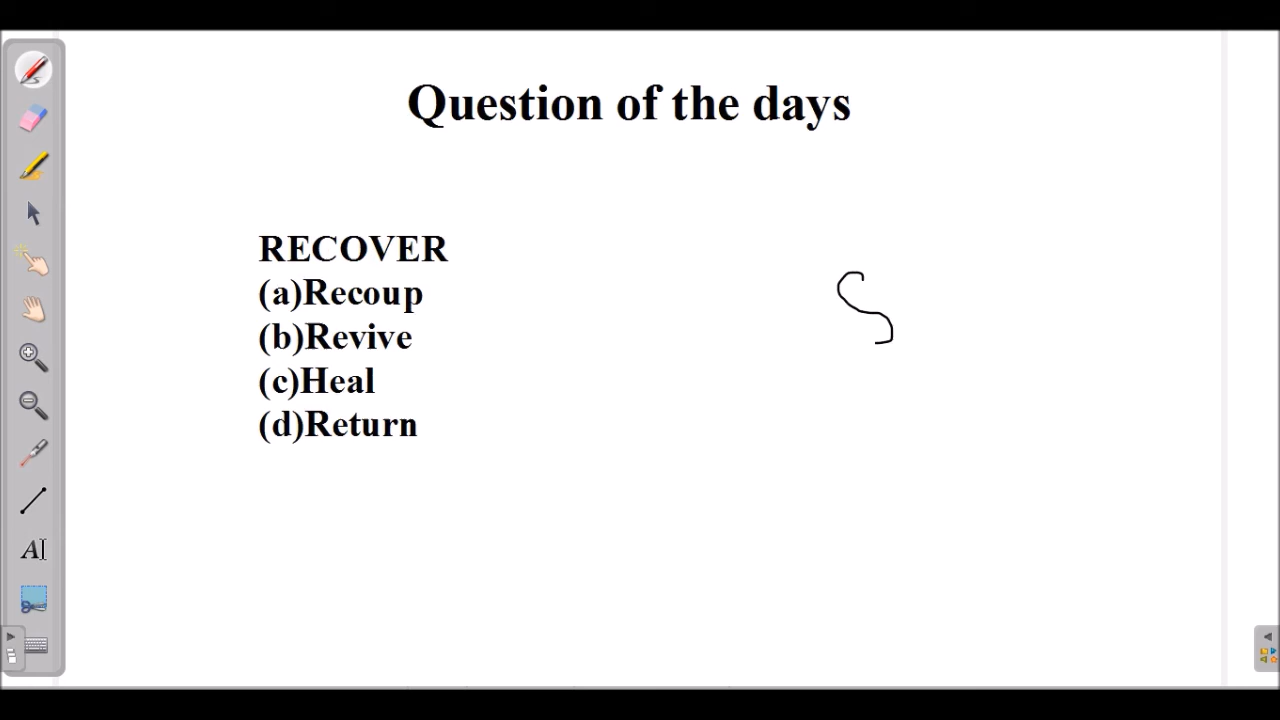 Question of the days
RECOVER
(a)Recoup
(b)Revive
(c)Heal
(d)Return
S
A